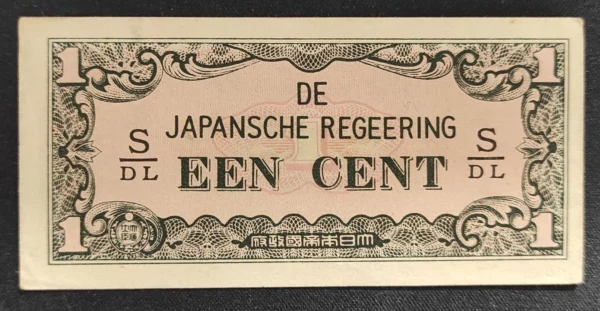 1 1
DE
JAPANSCHE REGEERING
S/DL EEN CENT S/DL
1 1
府政國帝本日大